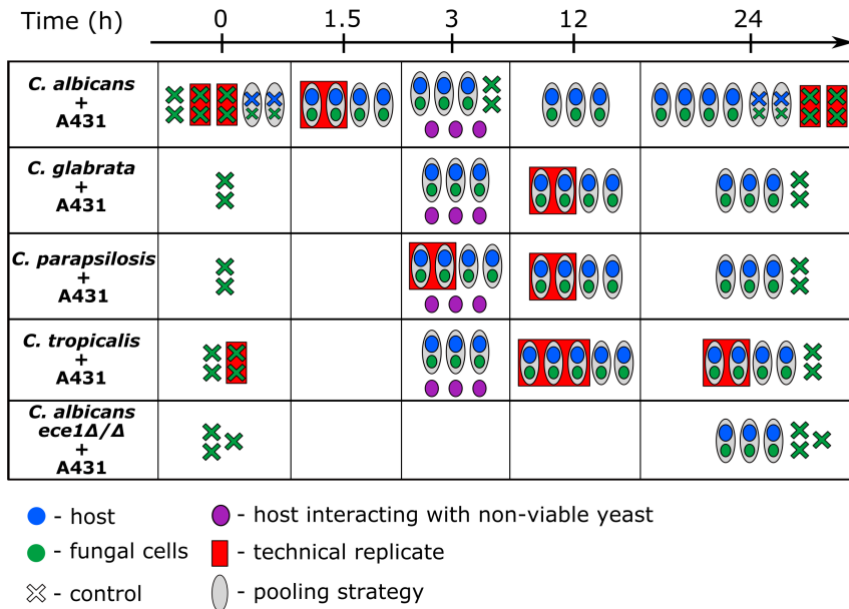 Time (h) 0 1.5 3 12 24
C. albicans
+
A431
C. glabrata
+
A431
C. parapsilosis
+
A431
C. tropicalis
+
A431
C. albicans
ece1Δ/Δ
+
A431
- host
- host interacting with non-viable yeast
- fungal cells
- technical replicate
- control
- pooling strategy